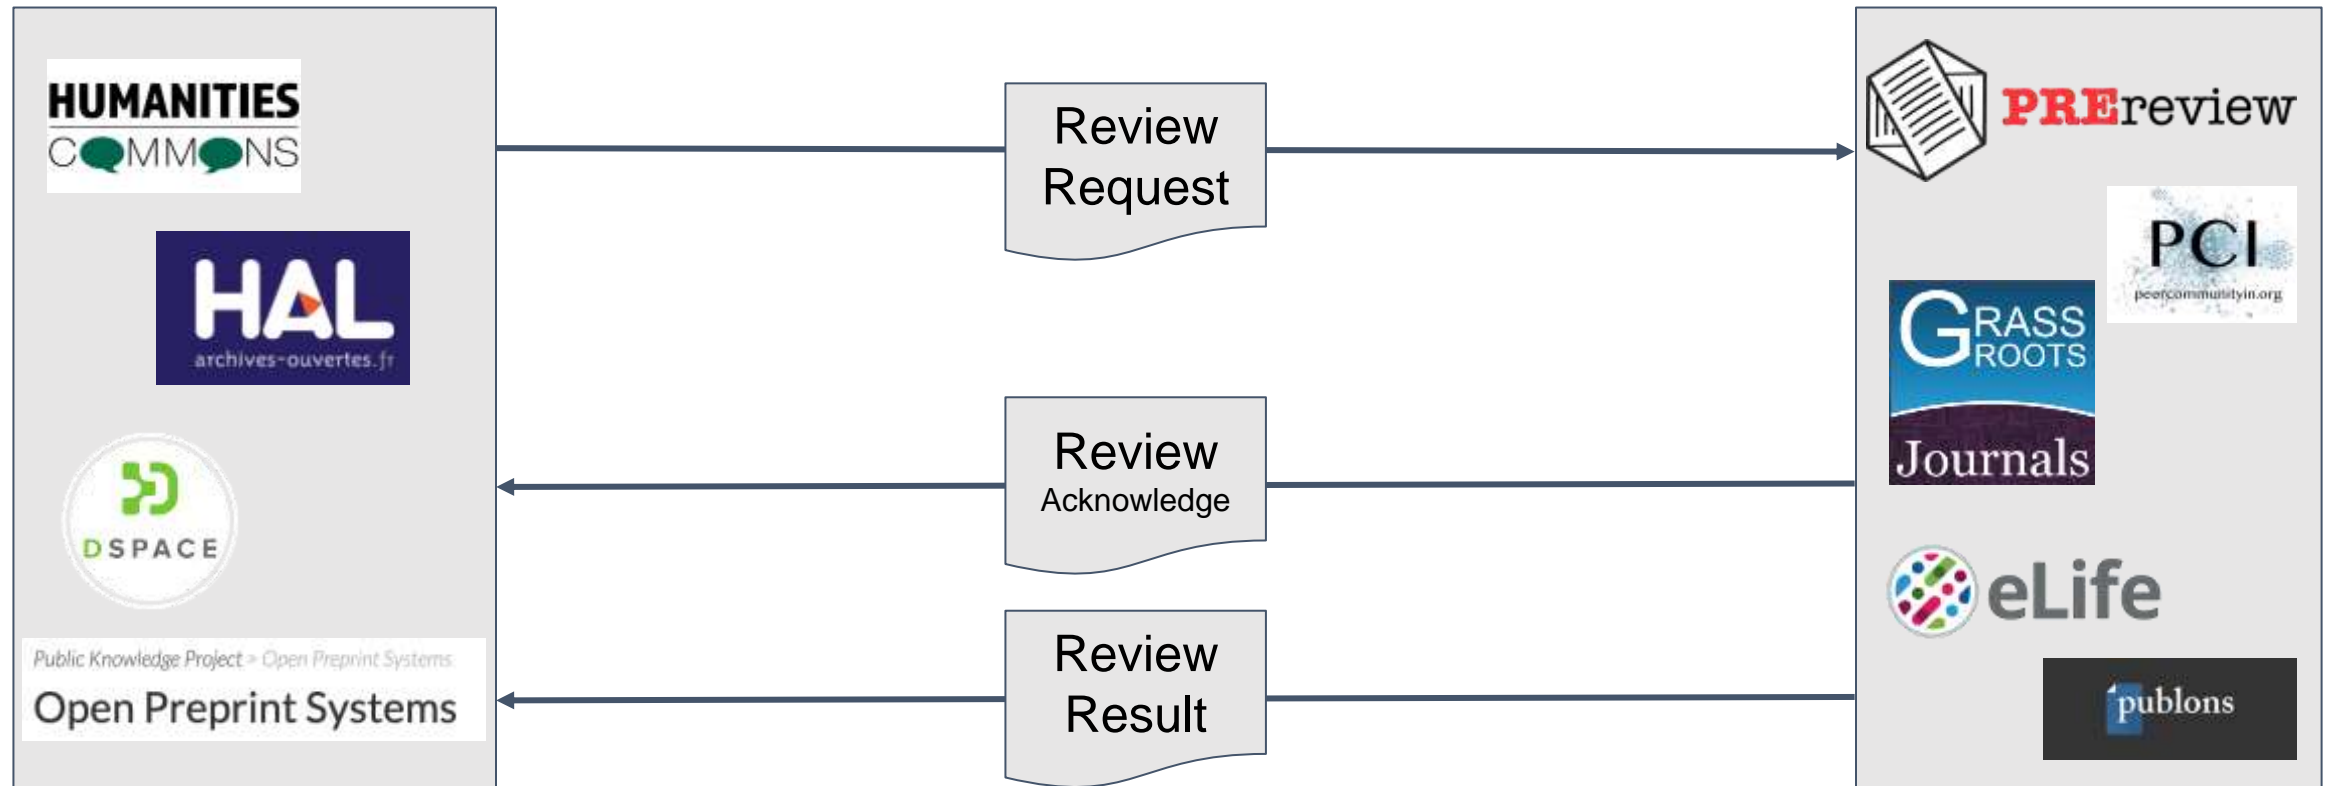 HUMANITIES
COMMONS
HAL
archives-ouvertes.fr
DSPACE
Public Knowledge Project > Open Preprint Systems
Open Preprint Systems
Review
Request
Review
Acknowledge
Review
Result
PREreview
PCI
peercommunityin.org
GRASS
ROOTS
Journals
eLife
publons